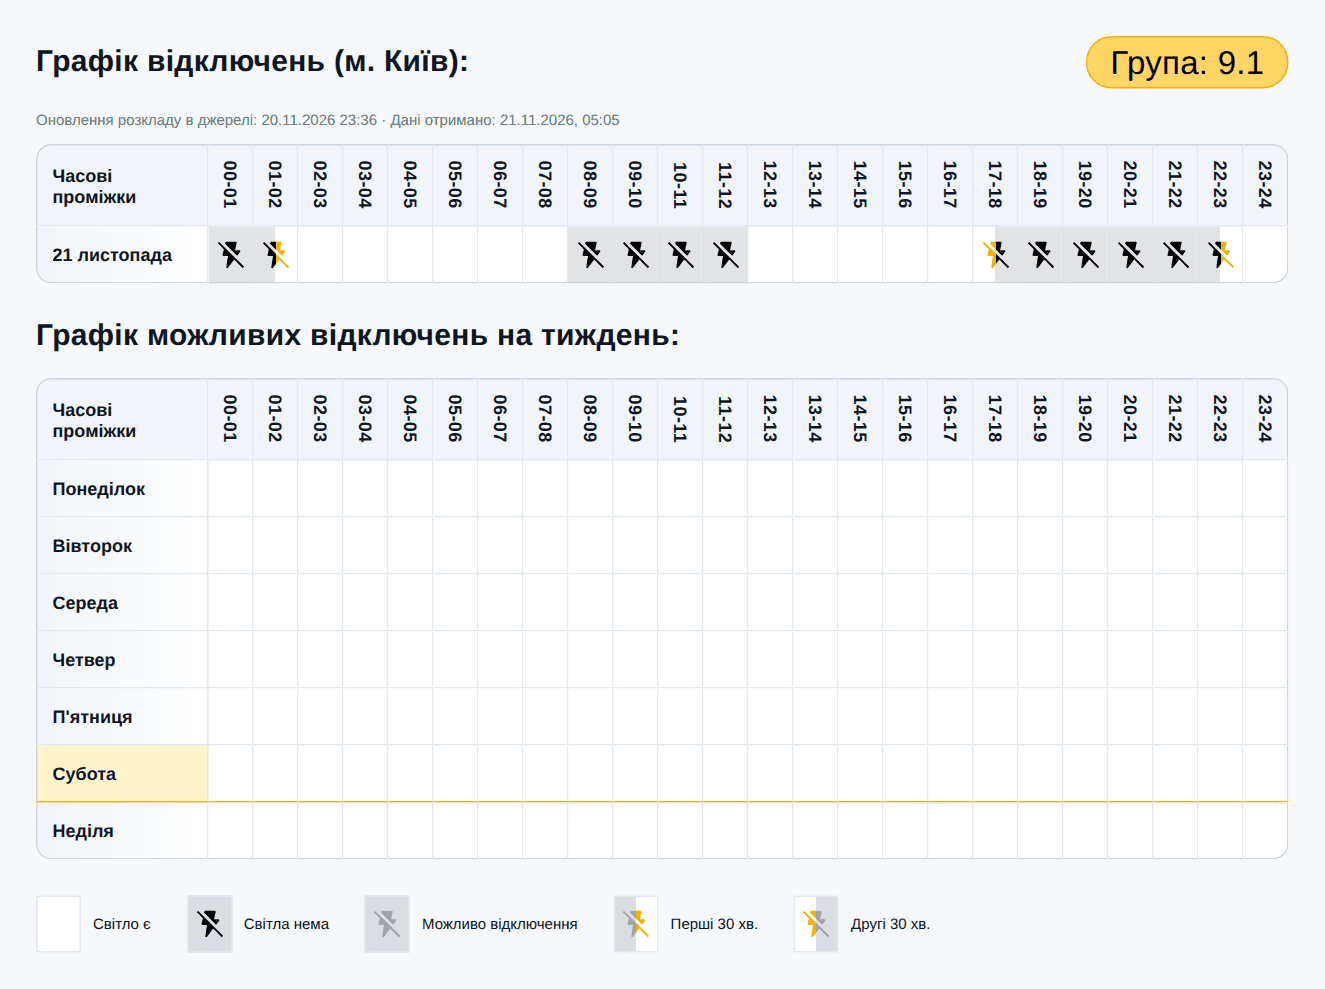 Графік відключень (м. Київ):
Група: 9.1
Оновлення розкладу в джерелі: 20.11.2026 23:36 · Дані отримано: 21.11.2026, 05:05
Часові
проміжки
00-01 01-02 02-03 03-04 04-05 05-06 06-07 07-08 08-09 09-10 10-11 11-12 12-13 13-14 14-15 15-16 16-17 17-18 18-19 19-20 20-21 21-22 22-23 23-24
21 листопада
Графік можливих відключень на тиждень:
Часові
проміжки
00-01 01-02 02-03 03-04 04-05 05-06 06-07 07-08 08-09 09-10 10-11 11-12 12-13 13-14 14-15 15-16 16-17 17-18 18-19 19-20 20-21 21-22 22-23 23-24
Понеділок
Вівторок
Середа
Четвер
П'ятниця
Субота
Неділя
Світло є
Світла нема
Можливо відключення
Перші 30 хв.
Другі 30 хв.